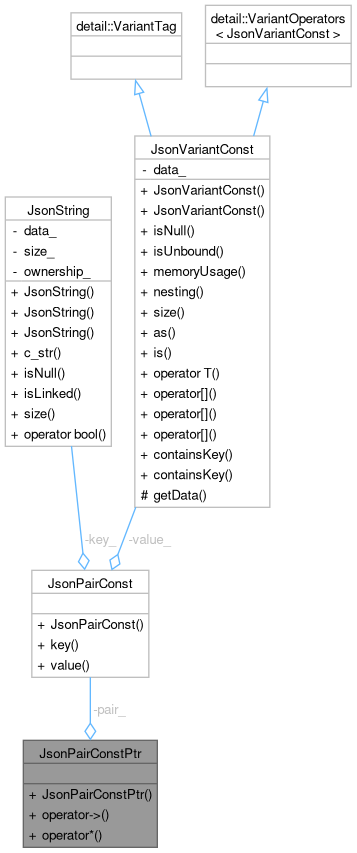 detail::VariantTag
detail::VariantOperators
< JsonVariantConst >
JsonVariantConst
- data_
+ JsonVariantConst()
+ JsonVariantConst()
+ isNull()
+ isUnbound()
+ memoryUsage()
+ nesting()
+ size()
+ as()
+ is()
+ operator T()
+ operator[]()
+ operator[]()
+ operator[]()
+ containsKey()
+ containsKey()
# getData()
JsonString
- data_
- size_
- ownership_
+ JsonString()
+ JsonString()
+ JsonString()
+ c_str()
+ isNull()
+ isLinked()
+ size()
+ operator bool()
-key_
-value_
JsonPairConst
+ JsonPairConst()
+ key()
+ value()
-pair_
JsonPairConstPtr
+ JsonPairConstPtr()
+ operator->()
+ operator*()